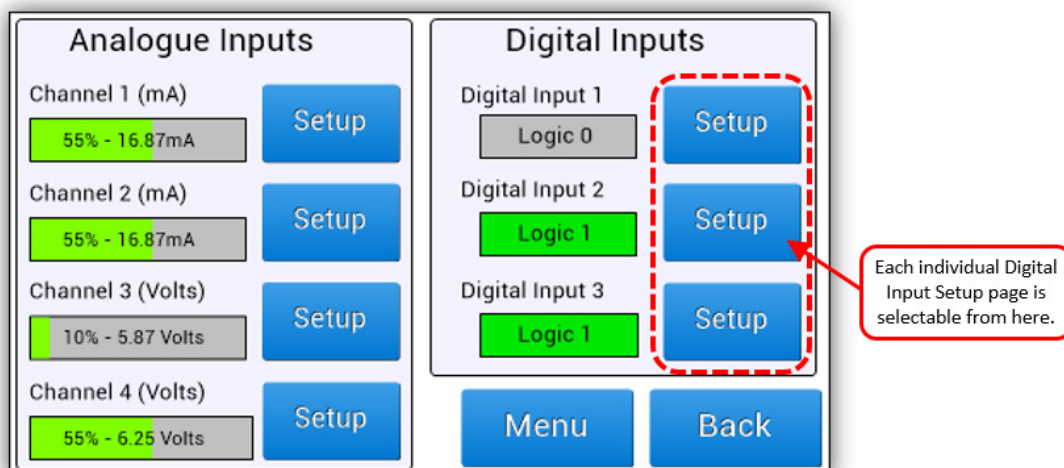 Analogue Inputs
Channel 1 (mA)
55% - 16.87mA
Setup
Channel 2 (mA)
55% - 16.87mA
Setup
Channel 3 (Volts)
10% - 5.87 Volts
Setup
Channel 4 (Volts)
55% - 6.25 Volts
Setup
Digital Inputs
Digital Input 1
Logic 0
Setup
Digital Input 2
Logic 1
Setup
Digital Input 3
Logic 1
Setup
Menu
Back
Each individual Digital
Input Setup page is
selectable from here.